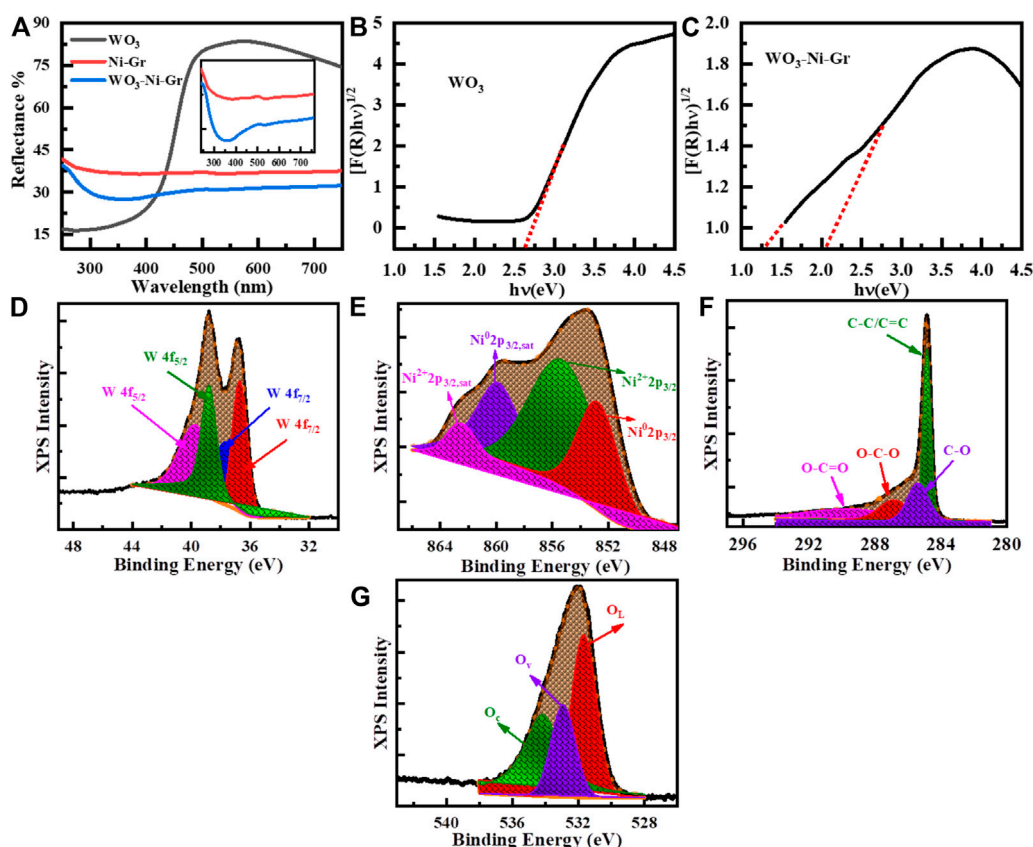 A
Reflectance %
90
75
60
45
30
15
WO3
Ni-Gr
WO3-Ni-Gr
300 400 500 600 700
300 400 500 600 700
Wavelength (nm)
B
[F(R)hν)^1/2
5
4
3
2
1
0
WO3
1.0 1.5 2.0 2.5 3.0 3.5 4.0 4.5
hν(eV)
C
[F(R)hν)^1/2
2.0
1.8
1.6
1.4
1.2
1.0
WO3-Ni-Gr
1.0 1.5 2.0 2.5 3.0 3.5 4.0 4.5
hν(eV)
D
XPS Intensity
W 4f5/2
W 4f5/2
W 4f7/2
W 4f7/2
48 44 40 36 32
Binding Energy (eV)
E
XPS Intensity
Ni0 2p3/2,sat
Ni2+ 2p3/2,sat
Ni2+ 2p3/2
Ni0 2p3/2
864 860 856 852 848
Binding Energy (eV)
F
XPS Intensity
C-C/C=C
C-O
O-C-O
O-C=O
296 292 288 284 280
Binding Energy (eV)
G
XPS Intensity
OL
Ov
Oc
540 536 532 528
Binding Energy (eV)